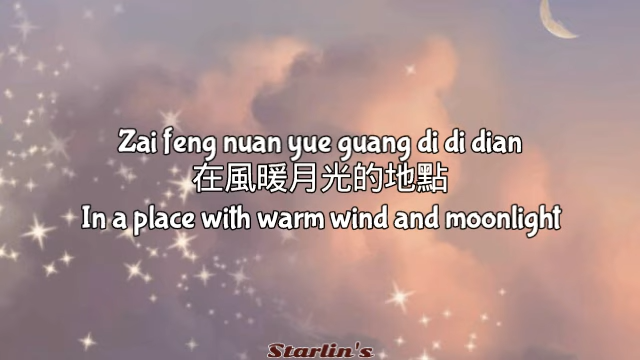 Zai feng nuan yue guang di di dian
在風暖月光的地點
In a place with warm wind and moonlight
Starlin's